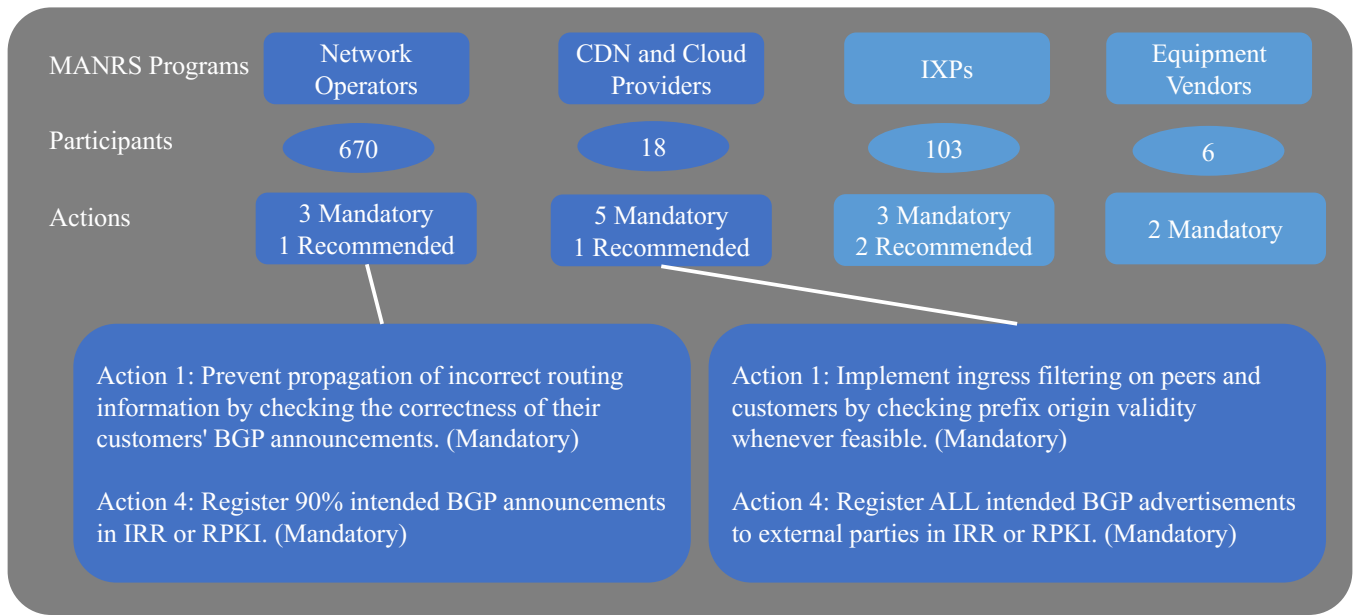 MANRS Programs
Network
Operators
CDN and Cloud
Providers
IXPs
Equipment
Vendors
Participants
670
18
103
6
Actions
3 Mandatory
1 Recommended
5 Mandatory
1 Recommended
3 Mandatory
2 Recommended
2 Mandatory
Action 1: Prevent propagation of incorrect routing
information by checking the correctness of their
customers' BGP announcements. (Mandatory)
Action 4: Register 90% intended BGP announcements
in IRR or RPKI. (Mandatory)
Action 1: Implement ingress filtering on peers and
customers by checking prefix origin validity
whenever feasible. (Mandatory)
Action 4: Register ALL intended BGP advertisements
to external parties in IRR or RPKI. (Mandatory)